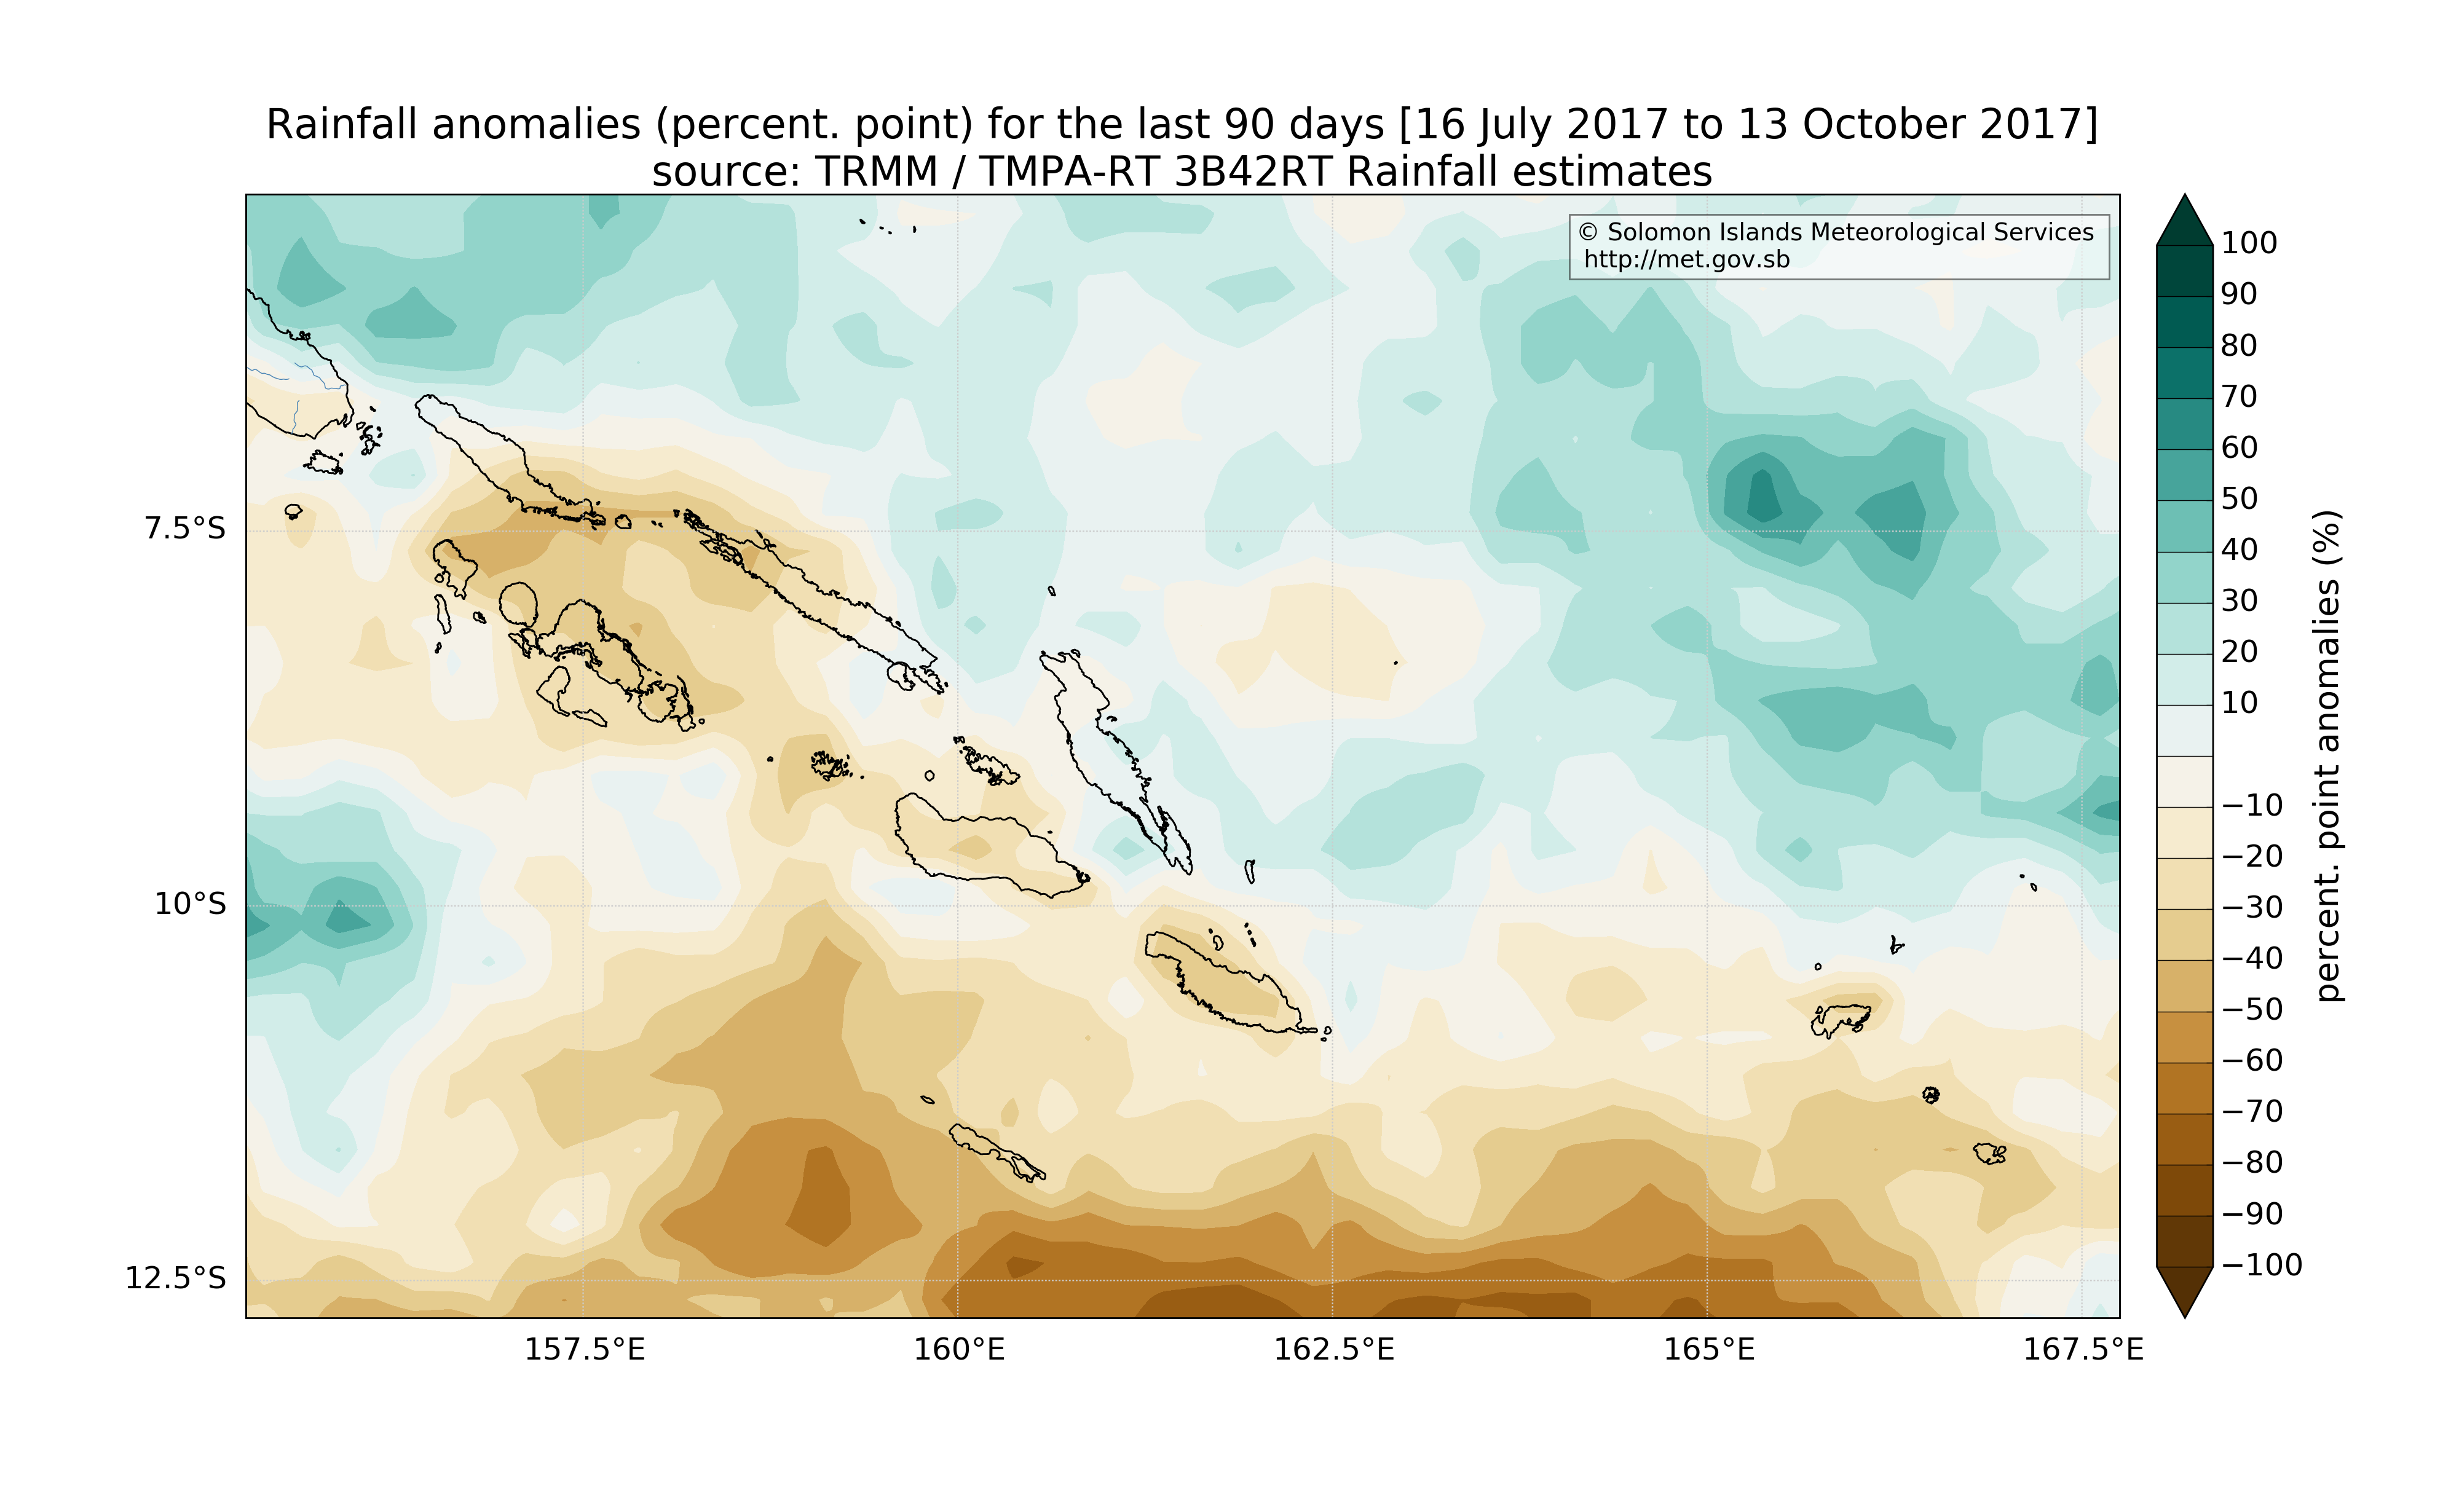 Rainfall anomalies (percent. point) for the last 90 days [16 July 2017 to 13 October 2017]
source: TRMM / TMPA-RT 3B42RT Rainfall estimates
© Solomon Islands Meteorological Services
http://met.gov.sb
7.5°S
10°S
12.5°S
157.5°E
160°E
162.5°E
165°E
167.5°E
100
90
80
70
60
50
40
30
20
10
−10
−20
−30
−40
−50
−60
−70
−80
−90
−100
percent. point anomalies (%)